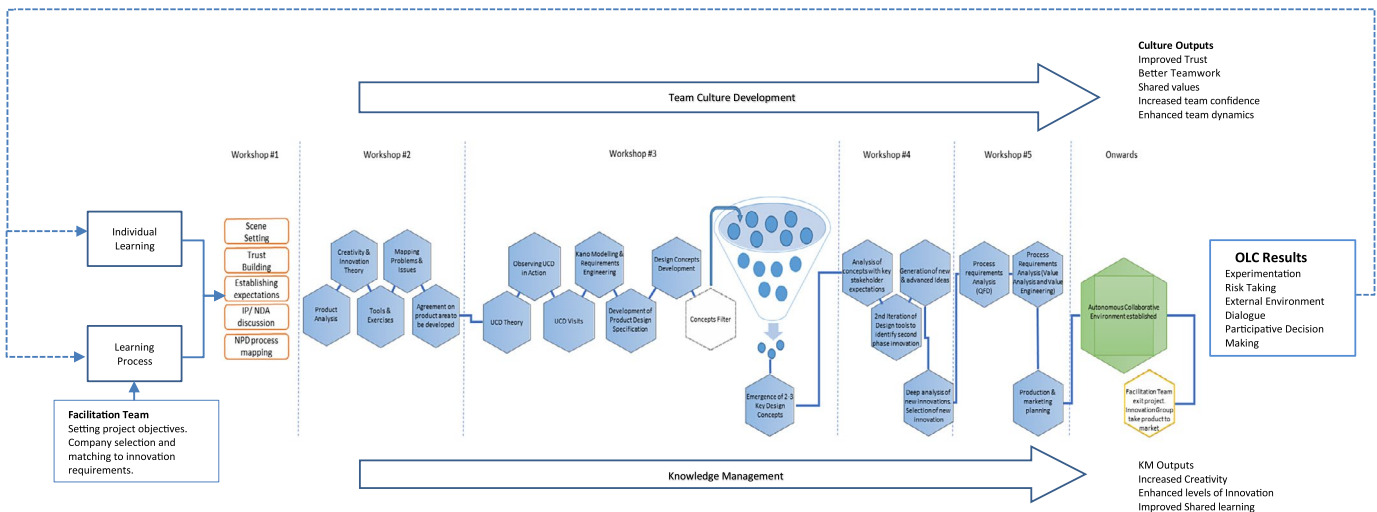 Culture Outputs
Improved Trust
Better Teamwork
Shared values
Increased team confidence
Enhanced team dynamics
Team Culture Development
Workshop #1
Workshop #2
Workshop #3
Workshop #4
Workshop #5
Onwards
Individual
Learning
Learning
Process
Facilitation Team
Setting project objectives.
Company selection and
matching to innovation
requirements.
Scene
Setting
Trust
Building
Establishing
expectations
IP/ NDA
discussion
NPD process
mapping
Product
Analysis
Creativity &
Innovation
Theory
Tools &
Exercises
Mapping
Problems &
Issues
Agreement on
product area to
be developed
UCD Theory
Observing UCD
in Action
UCD Visits
Kano Modelling &
Requirements
Engineering
Development of
Product Design
Specification
Design Concepts
Development
Concepts Filter
Emergence of 2-3
Key Design
Concepts
Analysis of
concepts with key
stakeholder
expectations
2nd Iteration of
Design tools to
identify second
phase innovation
Generation of new
& advanced ideas
Deep analysis of
new innovations.
Selection of new
Innovation
Process
requirements
Analysis
(QFD)
Process
Requirements
Analysis (Value
Analysis and Value
Engineering)
Production &
marketing
planning
Autonomous Collaborative
Environment established
Facilitation Team
exit project.
Innovation Group
take product to
market
OLC Results
Experimentation
Risk Taking
External Environment
Dialogue
Participative Decision
Making
Knowledge Management
KM Outputs
Increased Creativity
Enhanced levels of Innovation
Improved Shared learning